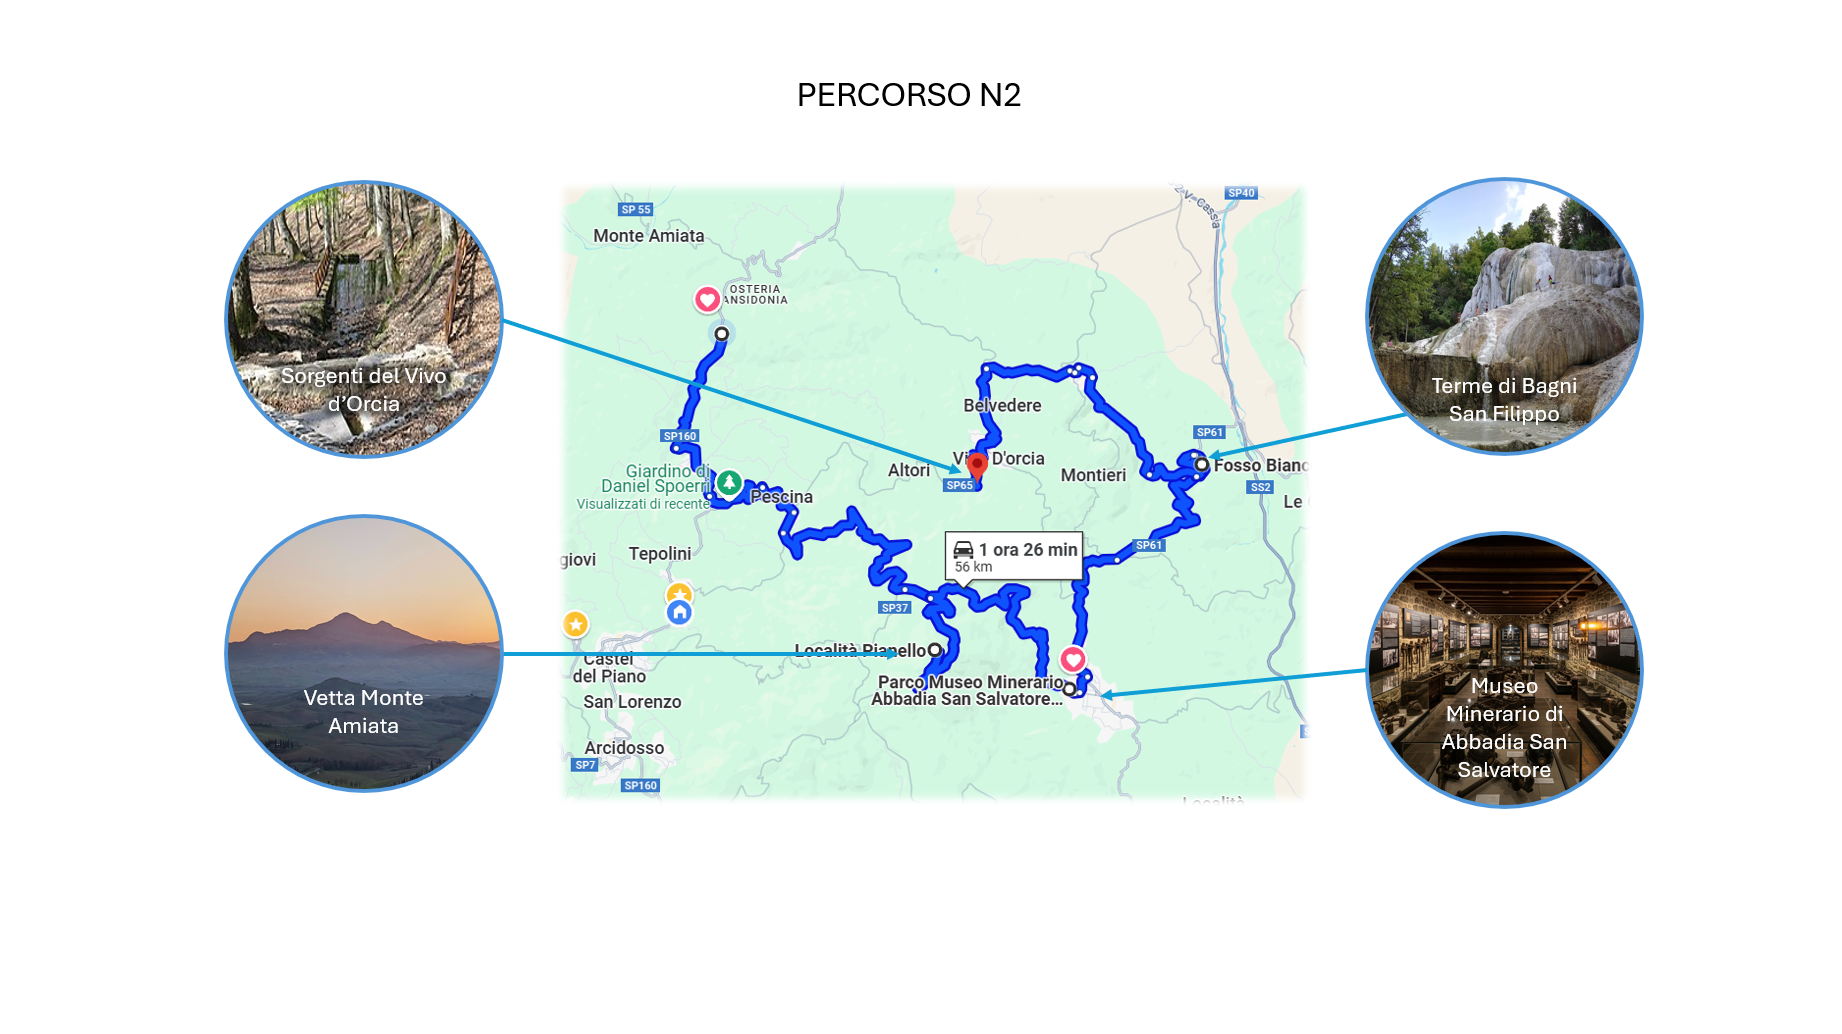 PERCORSO N2
Sorgenti del Vivo
d'Orcia
Vetta Monte
Amiata
SP 55
Monte Amiata
OSTERIA
ANSIDONIA
2-V. Cassia
SP40
SP160
Giardino di
Daniel Spoerri
Visualizzati di recente
Pescina
Belvedere
D'orcia
Altori
SP65
Montieri
SP61
Fosso Bianc
SS2
Le
giovi
Tepolini
1 ora 26 min
56 km
SP61
SP37
Località Pianello
Castel
del Piano
San Lorenzo
Parco Museo Minerario
Abbadia San Salvatore...
Arcidosso
SP7
SP160
Località
Terme di Bagni
San Filippo
Museo
Minerario di
Abbadia San
Salvatore